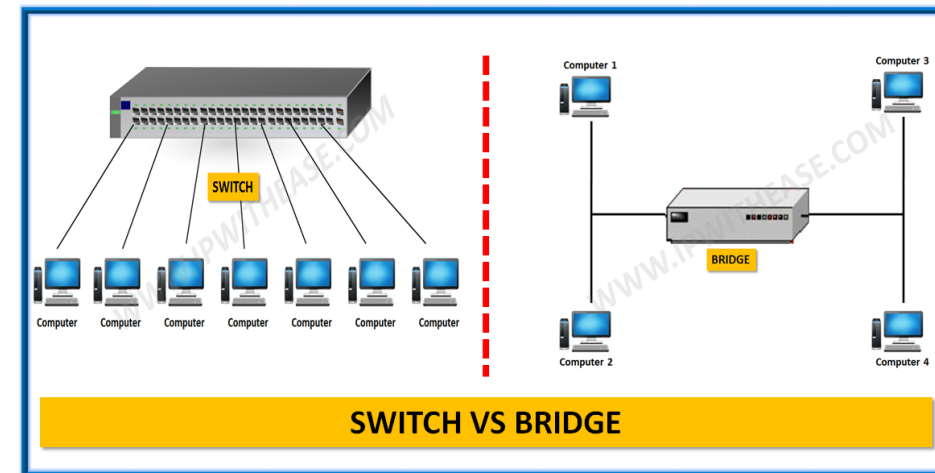 SWITCH
Computer Computer Computer Computer Computer Computer Computer
WWW.IPWITHEASE.COM
Computer 1
Computer 3
BRIDGE
WWW.IPWITHEASE.COM
Computer 2
Computer 4
SWITCH VS BRIDGE